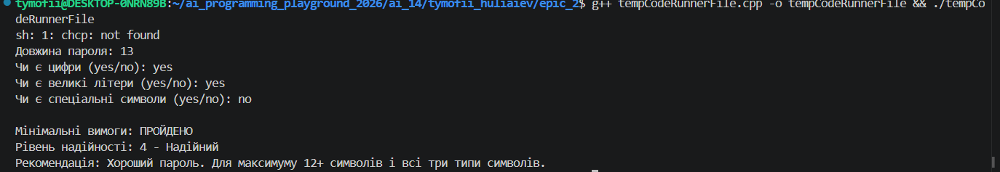 tymofii@DESKTOP-0NRN89B:~/ai_programming_playground_2026/ai_14/tymofii_huliaiev/epic_2$ g++ tempCodeRunnerFile.cpp -o tempCodeRunnerFile && ./tempCo
deRunnerFile
sh: 1: chcp: not found
Довжина пароля: 13
Чи є цифри (yes/no): yes
Чи є великі літери (yes/no): yes
Чи є спеціальні символи (yes/no): no
Мінімальні вимоги: ПРОЙДЕНО
Рівень надійності: 4 - Надійний
Рекомендація: Хороший пароль. Для максимуму 12+ символів і всі три типи символів.